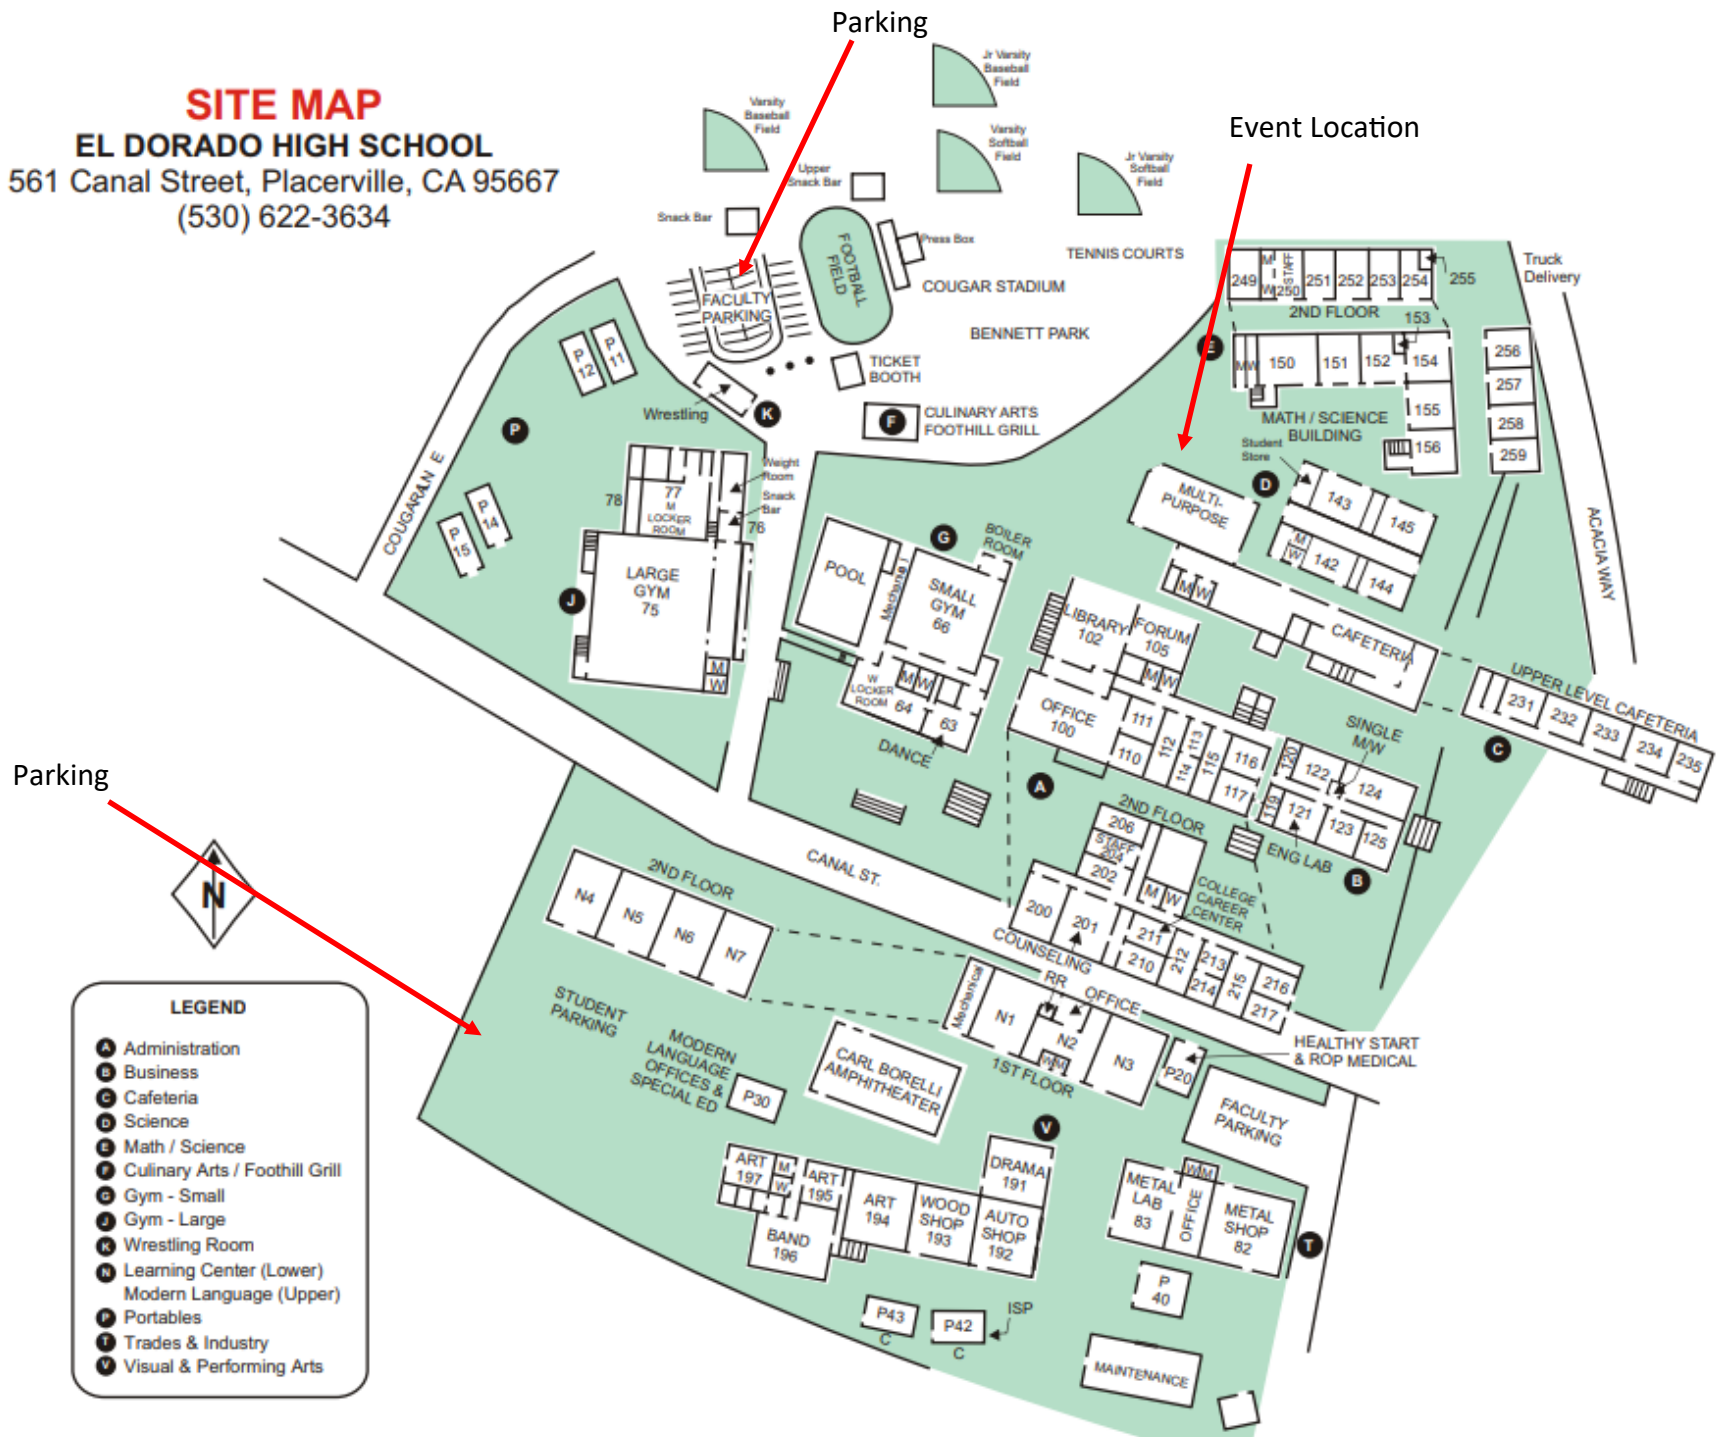 Parking
SITE MAP
EL DORADO HIGH SCHOOL
561 Canal Street, Placerville, CA 95667
(530) 622-3634
Jr Varsity
Baseball
Field
Varsity
Baseball
Field
Varsity
Softball
Field
Jr Varsity
Softball
Field
Event Location
Upper
Snack Bar
Snack Bar
Press Box
FOOTBALL
FIELD
FACULTY
PARKING
COUGAR STADIUM
TENNIS COURTS
BENNETT PARK
TICKET
BOOTH
Wrestling
K
F
CULINARY ARTS
FOOTHILL GRILL
249
M
W
STAFF
250
251
252
253
254
255
2ND FLOOR
153
Truck
Delivery
E
M W
150
151
152
154
155
156
MATH / SCIENCE
BUILDING
256
257
258
259
ACACIA WAY
Student
Store
D
143
145
M
W
142
144
MULTI-
PURPOSE
M W
CAFETERIA
UPPER LEVEL CAFETERIA
231
232
233
234
235
C
P
12
P
11
P
P
14
P
15
COUGAR LN E
78
77
M
LOCKER
ROOM
Weight
Room
Snack
Bar
76
LARGE
GYM
75
J
M
W
POOL
Mechanical
G
BOILER
ROOM
SMALL
GYM
66
W
LOCKER
ROOM
M W
64
63
DANCE
LIBRARY
102
FORUM
105
M W
OFFICE
100
111
110
112
113
114
115
116
117
A
SINGLE
M/W
120
122
124
119
121
123
125
ENG LAB
B
2ND FLOOR
206
STAFF
204
202
M W
COLLEGE
CAREER
CENTER
200
201
211
210
212
213
214
215
216
217
COUNSELING
CANAL ST.
Parking
N
2ND FLOOR
N4
N5
N6
N7
STUDENT
PARKING
MODERN
LANGUAGE
OFFICES &
SPECIAL ED
P30
CARL BORELLI
AMPHITHEATER
Mechanical
RR
OFFICE
N1
N2
W M
N3
1ST FLOOR
P20
HEALTHY START
& ROP MEDICAL
FACULTY
PARKING
V
ART
197
M
W
ART
195
ART
194
BAND
196
WOOD
SHOP
193
DRAMA
191
AUTO
SHOP
192
METAL
LAB
83
W M
OFFICE
METAL
SHOP
82
T
P
40
P43
C
P42
C
ISP
MAINTENANCE
LEGEND
A Administration
B Business
C Cafeteria
D Science
E Math / Science
F Culinary Arts / Foothill Grill
G Gym - Small
J Gym - Large
K Wrestling Room
N Learning Center (Lower)
Modern Language (Upper)
P Portables
T Trades & Industry
V Visual & Performing Arts